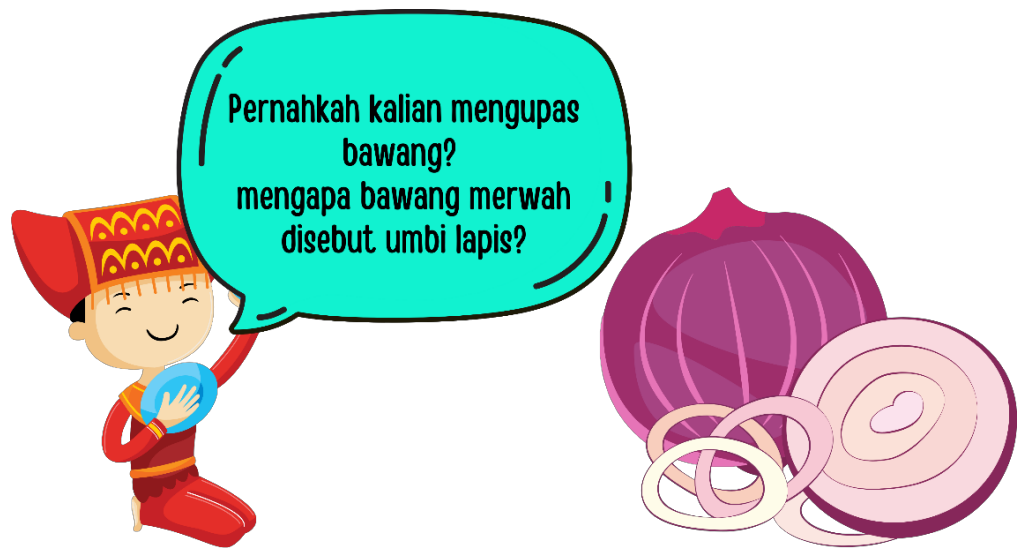 Pernahkah kalian mengupas
bawang?
mengapa bawang merwah
disebut umbi lapis?